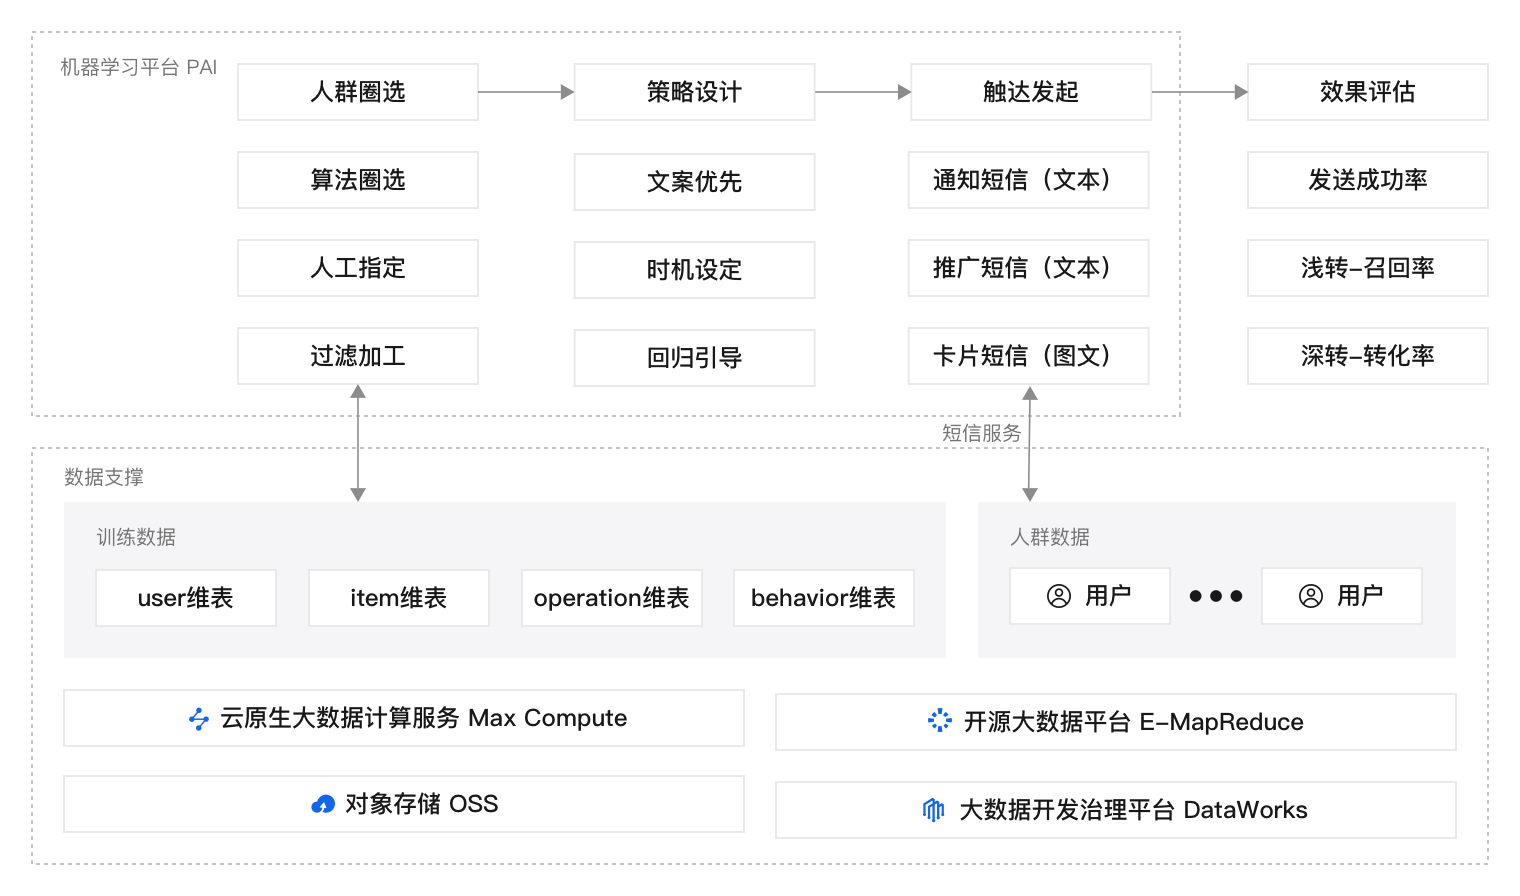 机器学习平台 PAI
人群圈选
策略设计
触达发起
效果评估
算法圈选
文案优先
通知短信（文本）
发送成功率
人工指定
时机设定
推广短信（文本）
浅转–召回率
过滤加工
回归引导
卡片短信（图文）
深转–转化率
短信服务
数据支撑
训练数据
人群数据
user维表
item维表
operation维表
behavior维表
用户
用户
云原生大数据计算服务 Max Compute
开源大数据平台 E–MapReduce
对象存储 OSS
大数据开发治理平台 DataWorks